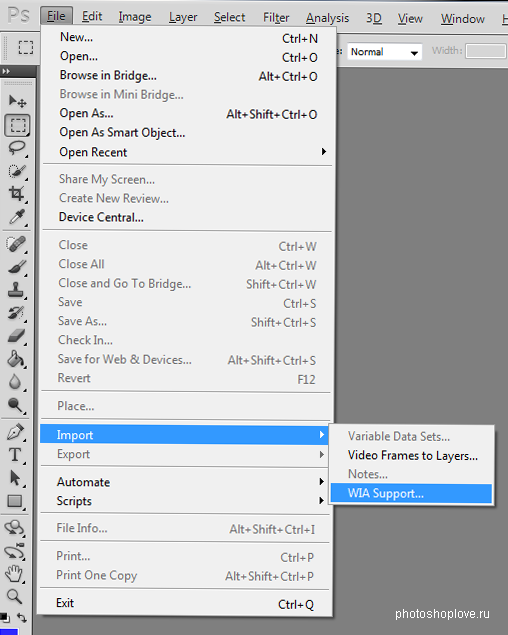 Ps File Edit Image Layer Select Filter Analysis 3D View Window
Normal Width:
New... Ctrl+N
Open... Ctrl+O
Browse in Bridge... Alt+Ctrl+O
Browse in Mini Bridge...
Open As... Alt+Shift+Ctrl+O
Open As Smart Object...
Open Recent
Share My Screen...
Create New Review...
Device Central...
Close Ctrl+W
Close All Alt+Ctrl+W
Close and Go To Bridge... Shift+Ctrl+W
Save Ctrl+S
Save As... Shift+Ctrl+S
Check In...
Save for Web & Devices... Alt+Shift+Ctrl+S
Revert F12
Place...
Import
Export
Variable Data Sets...
Video Frames to Layers...
Notes...
WIA Support...
Automate
Scripts
File Info... Alt+Shift+Ctrl+I
Print... Ctrl+P
Print One Copy Alt+Shift+Ctrl+P
Exit Ctrl+Q
photoshoplove.ru